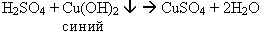 H2SO4 + Cu(OH)2 ↓ → CuSO4 + 2H2O
синий